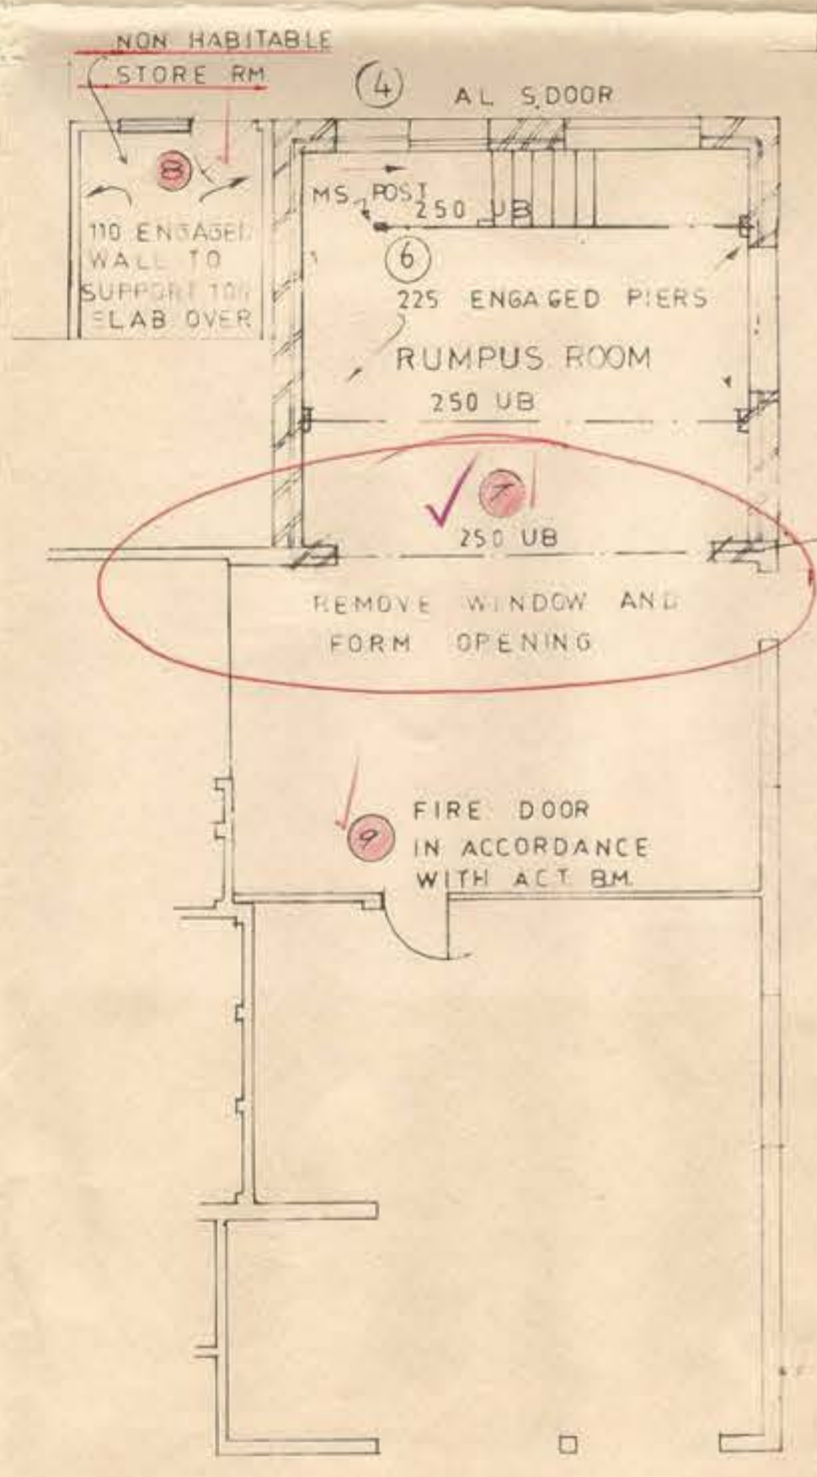 NON HABITABLE
STORE RM
4
AL S.DOOR
8
MS POST
250 UB
110 ENGAGED
WALL TO
SUPPORT
SLAB OVER
6
225 ENGAGED PIERS
RUMPUS ROOM
250 UB
7
250 UB
REMOVE WINDOW AND
FORM OPENING
9
FIRE DOOR
IN ACCORDANCE
WITH ACT B.M.